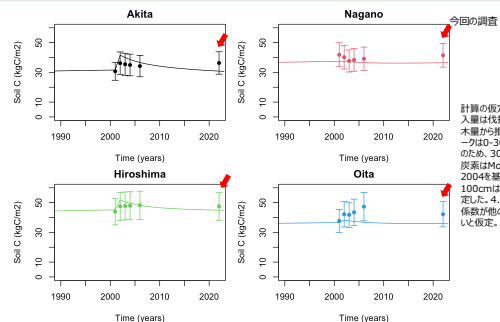 Akita
Soil C (kgC/m2)
0 10 30 50
1990 2000 2010 2020
Time (years)
Nagano
Soil C (kgC/m2)
0 10 30 50
1990 2000 2010 2020
Time (years)
今回の調査
Hiroshima
Soil C (kgC/m2)
0 10 30 50
1990 2000 2010 2020
Time (years)
Oita
Soil C (kgC/m2)
0 10 30 50
1990 2000 2010 2020
Time (years)
計算の仮定
入量は伐採
木量から推
ークは0-30
のため、30
炭素はMo
2004を基
100cmは
定した。4.
係数が他の
いと仮定。